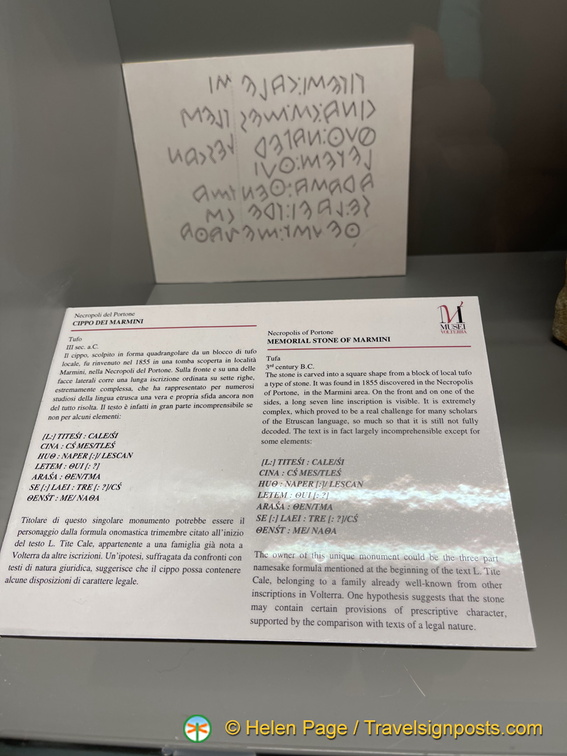 Necropoli del Portone
CIPPO DEI MARMINI
Tufo
III sec. a.C.
Il cippo, scolpito in forma quadrangolare da un blocco di tufo
locale, fu rinvenuto nel 1855 in una tomba scoperta in località
Marmini, nella Necropoli del Portone. Sulla fronte e su una delle
facce laterali corre una lunga iscrizione ordinata su sette righe,
estremamente complessa, che ha rappresentato per numerosi
studiosi della lingua etrusca una vera e propria sfida ancora non
del tutto risolta. Il testo è infatti in gran parte incomprensibile se
non per alcuni elementi:
[L:] TITEŚI : CALE/ŚI
CINA : CŚ MES/TLEŚ
HUΘ : NAPER [:]/ LESCAN
LETEM : ΘUI [: ?]
ARAŚA : ΘEN/TMA
SE [:] LAEI : TRE [: ?]/CŚ
ΘENŚT : ME/ NAΘA
Titolare di questo singolare monumento potrebbe essere il
personaggio dalla formula onomastica trimembre citato all'inizio
del testo L. Tite Cale, appartenente a una famiglia già nota a
Volterra da altre iscrizioni. Un'ipotesi, suffragata da confronti con
testi di natura giuridica, suggerisce che il cippo possa contenere
alcune disposizioni di carattere legale.
MUSEI
VOLTERRA
Necropolis of Portone
MEMORIAL STONE OF MARMINI
Tufa
3rd century B.C.
The stone is carved into a square shape from a block of local tufo
a type of stone. It was found in 1855 discovered in the Necropolis
of Portone, in the Marmini area. On the front and on one of the
sides, a long seven line inscription is visible. It is extremely
complex, which proved to be a real challenge for many scholars
of the Etruscan language, so much so that it is still not fully
decoded. The text is in fact largely incomprehensible except for
some elements:
[L:] TITEŚI : CALE/ŚI
CINA : CŚ MES/TLEŚ
HUΘ : NAPER [:]/ LESCAN
LETEM : ΘUI [: ?]
ARAŚA : ΘEN/TMA
SE [:] LAEI : TRE [: ?]/CŚ
ΘENŚT : ME/ NAΘA
The owner of this unique monument could be the three-part
namesake formula mentioned at the beginning of the text L. Tite
Cale, belonging to a family already well-known from other
inscriptions in Volterra. One hypothesis suggests that the stone
may contain certain provisions of prescriptive character,
supported by the comparison with texts of a legal nature.
© Helen Page / Travelsignposts.com